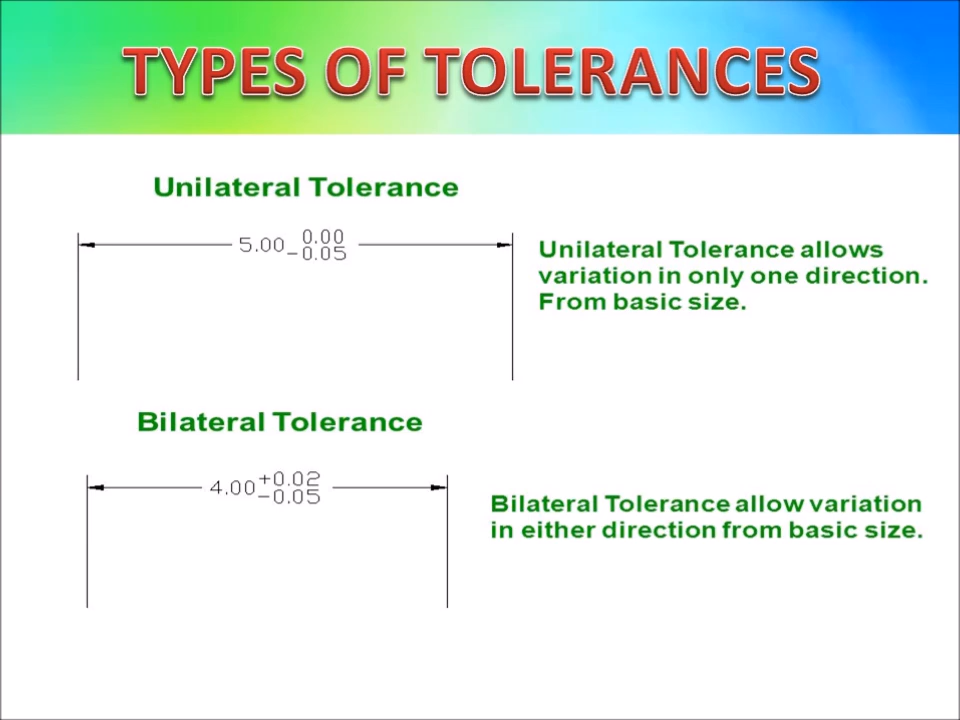 TYPES OF TOLERANCES
Unilateral Tolerance
5.00 0.00
-0.05
Unilateral Tolerance allows
variation in only one direction.
From basic size.
Bilateral Tolerance
4.00 +0.02
-0.05
Bilateral Tolerance allow variation
in either direction from basic size.